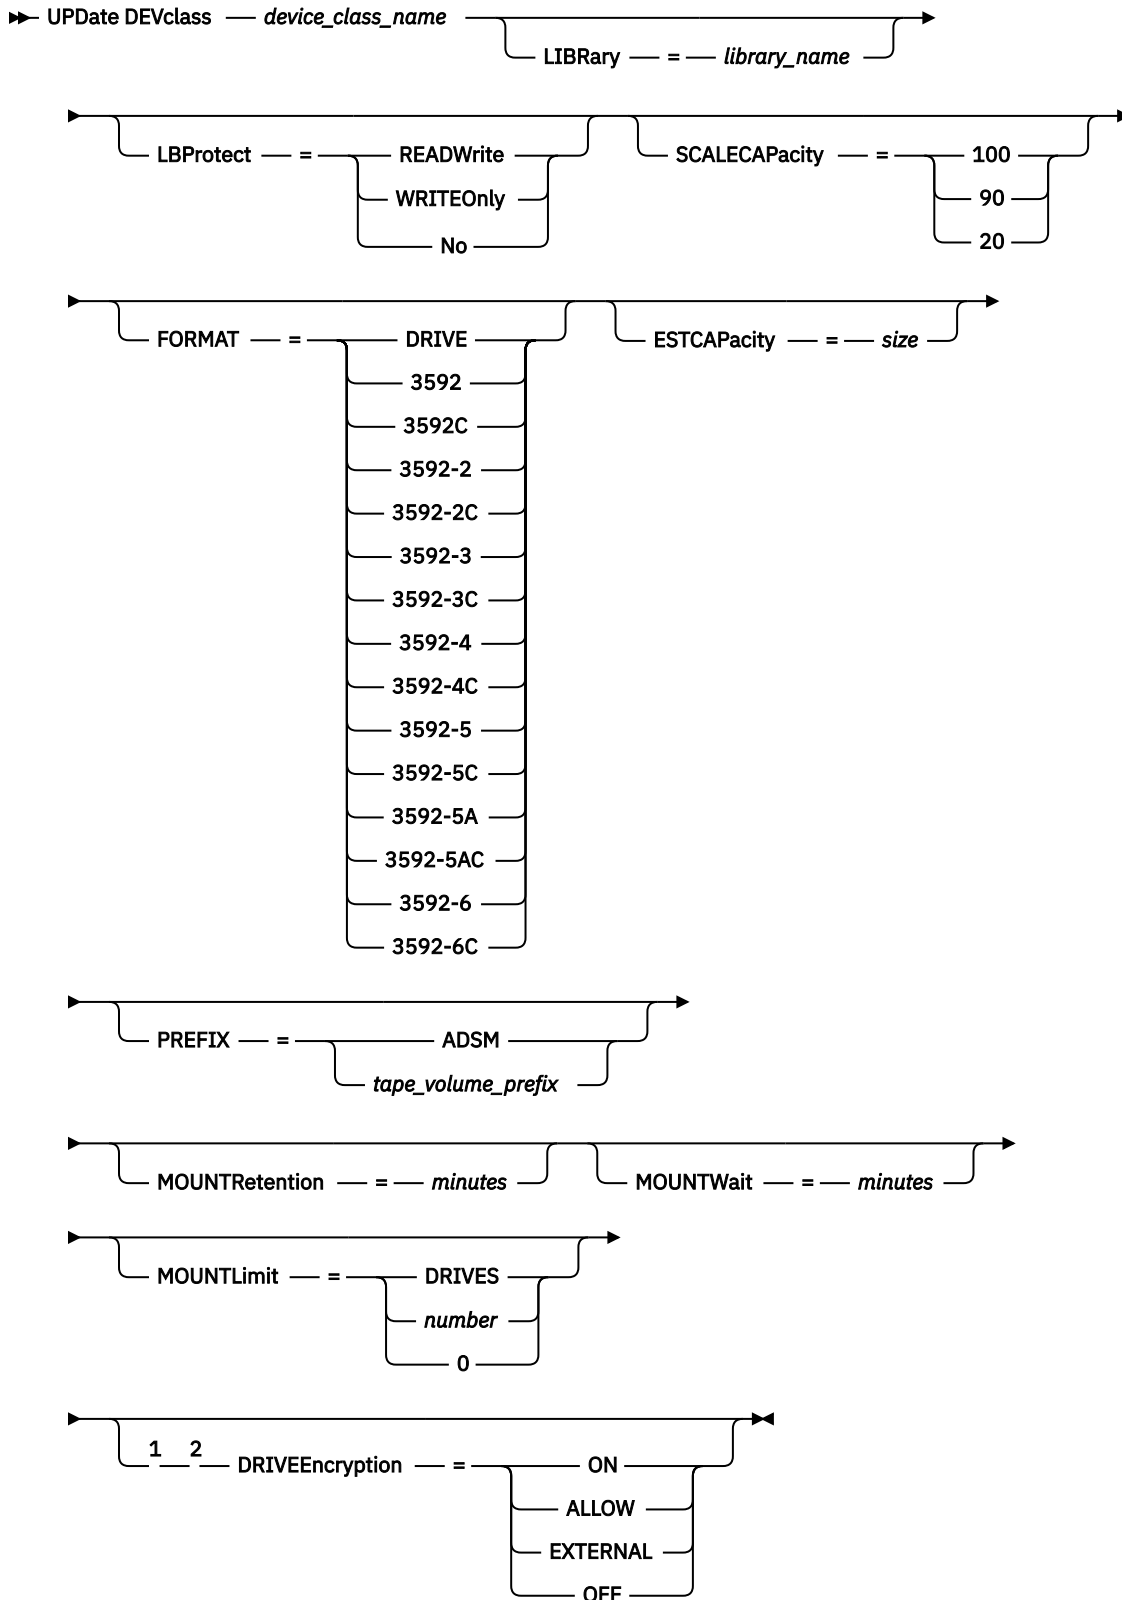 UPDate DEVclass device_class_name
LIBRary = library_name
LBProtect = READWrite SCALECAPacity = 100
WRITEOnly 90
No 20
FORMAT = DRIVE ESTCAPacity = size
3592
3592C
3592-2
3592-2C
3592-3
3592-3C
3592-4
3592-4C
3592-5
3592-5C
3592-5A
3592-5AC
3592-6
3592-6C
PREFIX = ADSM
tape_volume_prefix
MOUNTRetention = minutes MOUNTWait = minutes
MOUNTLimit = DRIVES
number
0
1 2 DRIVEEncryption = ON
ALLOW
EXTERNAL
OFF